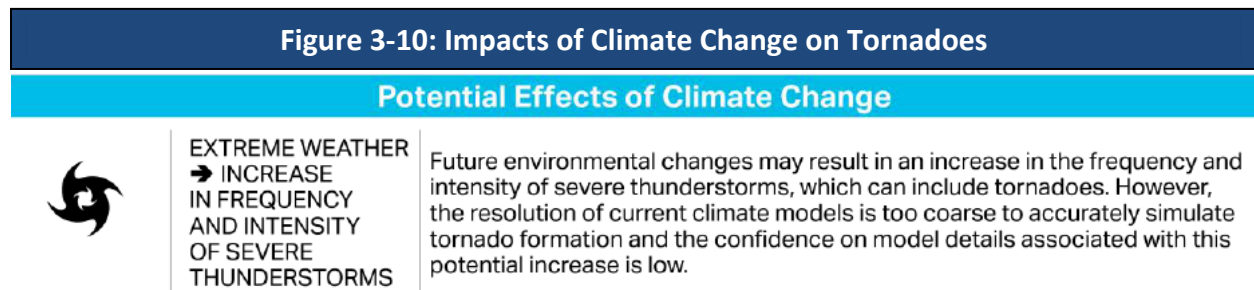 Figure 3-10: Impacts of Climate Change on Tornadoes
Potential Effects of Climate Change
EXTREME WEATHER
➔ INCREASE
IN FREQUENCY
AND INTENSITY
OF SEVERE
THUNDERSTORMS
Future environmental changes may result in an increase in the frequency and
intensity of severe thunderstorms, which can include tornadoes. However,
the resolution of current climate models is too coarse to accurately simulate
tornado formation and the confidence on model details associated with this
potential increase is low.